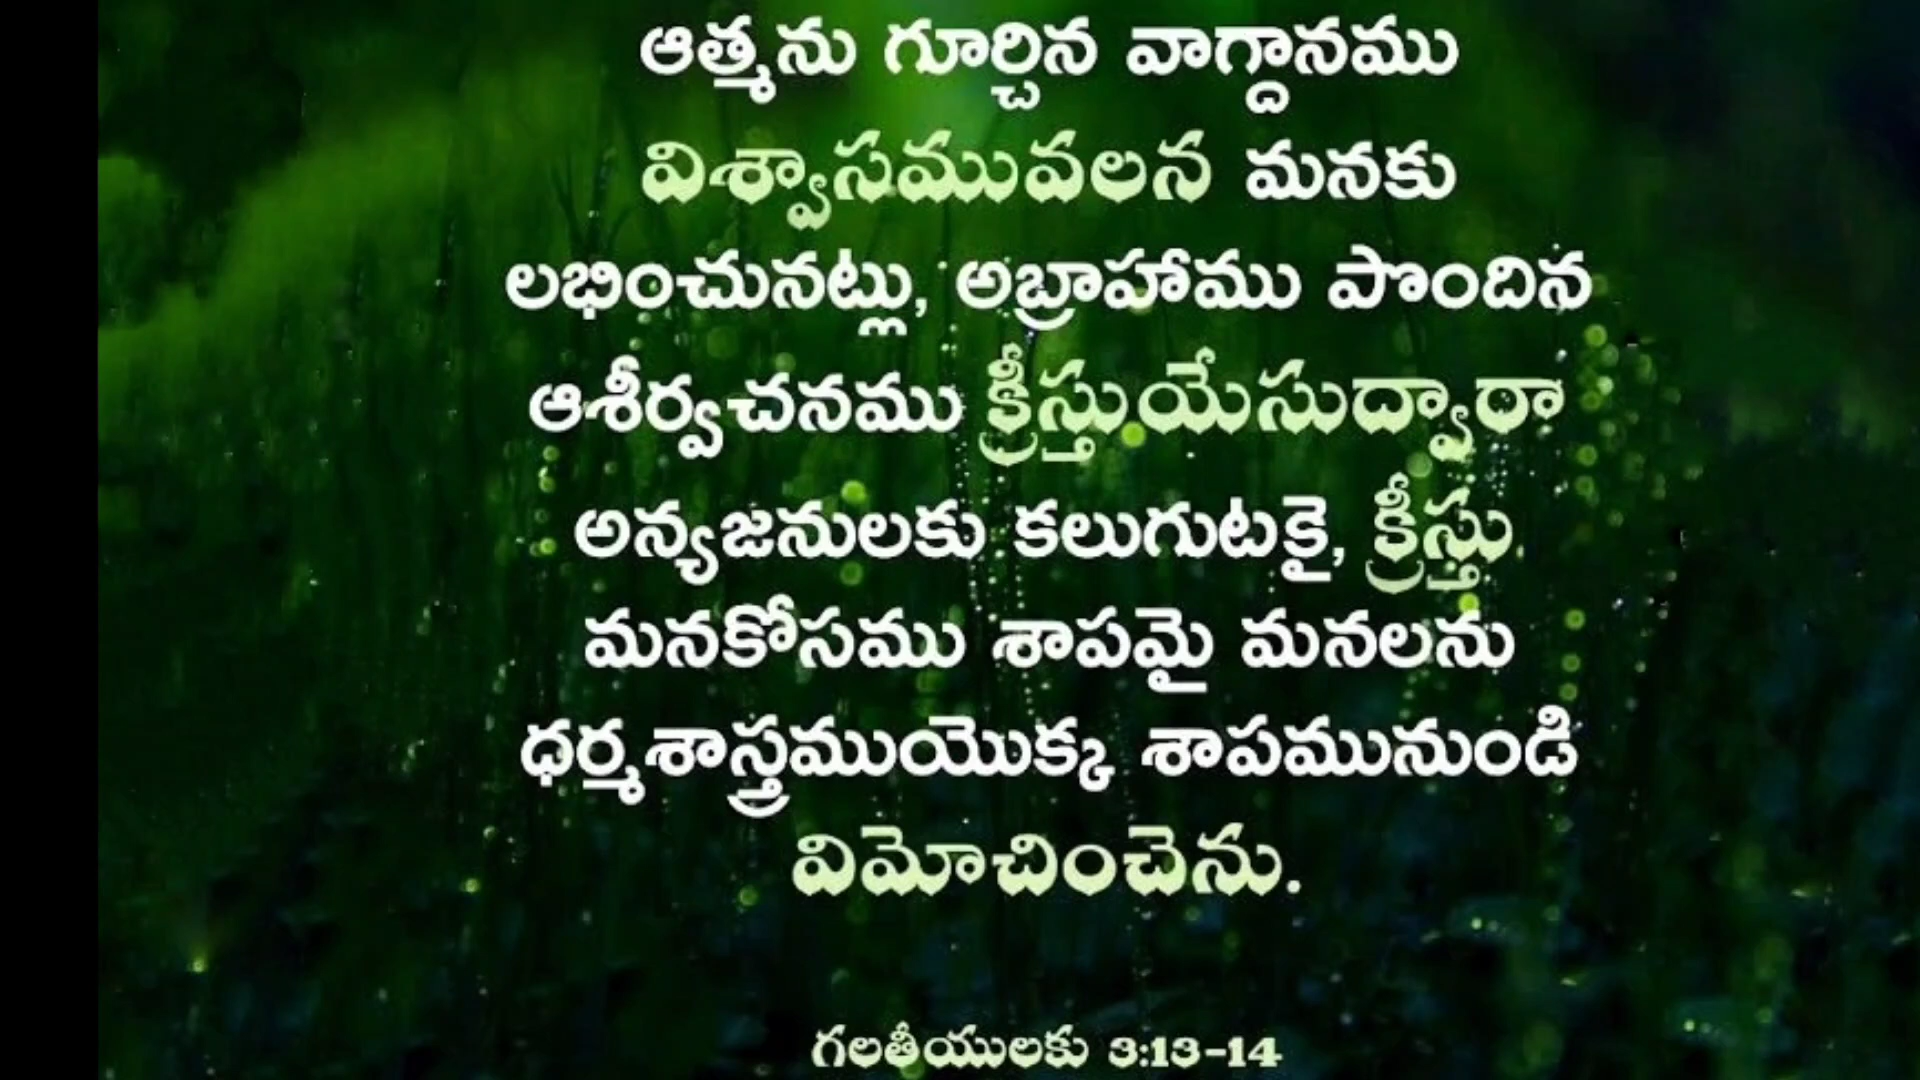 ఆత్మను గూర్చిన వాగ్దానము
విశ్వాసమువలన మనకు
లభించునట్లు, అబ్రాహాము పొందిన
ఆశీర్వచనము క్రీస్తుయేసుద్వారా
అన్యజనులకు కలుగుటకై, క్రీస్తు
మనకోసము శాపమై మనలను
ధర్మశాస్త్రముయొక్క శాపమునుండి
విమోచించెను.
గలతీయులకు 3:13-14